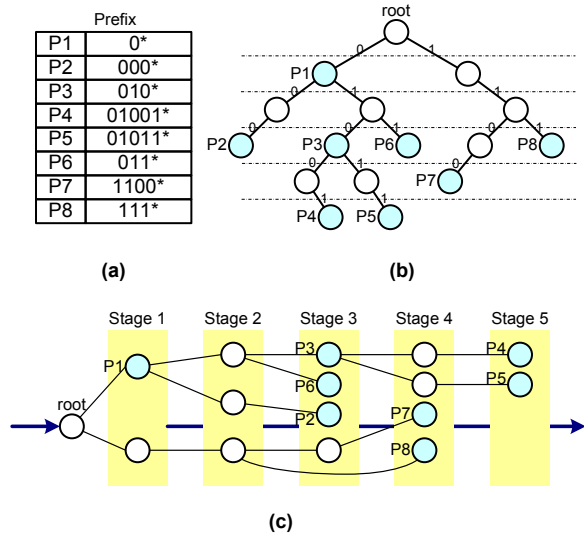 Prefix
P1 0*
P2 000*
P3 010*
P4 01001*
P5 01011*
P6 011*
P7 1100*
P8 111*
(a)
root
0 1
P1
0 1 1
0 0 1 0 1
P2 P3 P6 P8
0 1 0
P7
1 1
P4 P5
(b)
Stage 1 Stage 2 Stage 3 Stage 4 Stage 5
P1 P3 P4
P6 P5
root P2 P7
P8
(c)